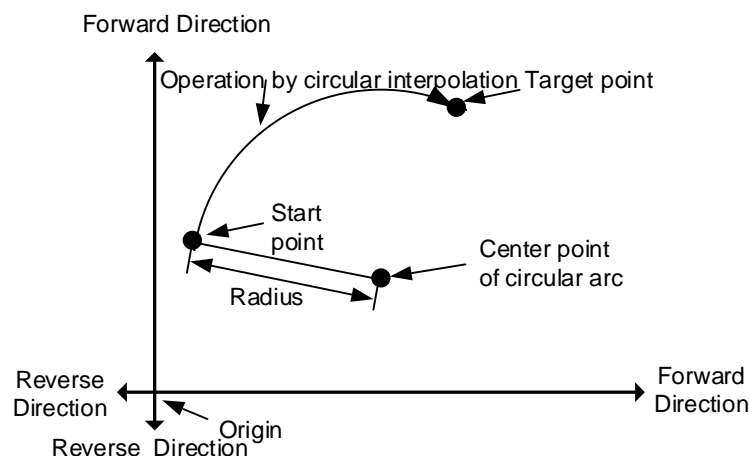 Forward Direction
Operation by circular interpolation Target point
Start
point
Center point
of circular arc
Radius
Reverse
Direction
Forward
Direction
Origin
Reverse Direction